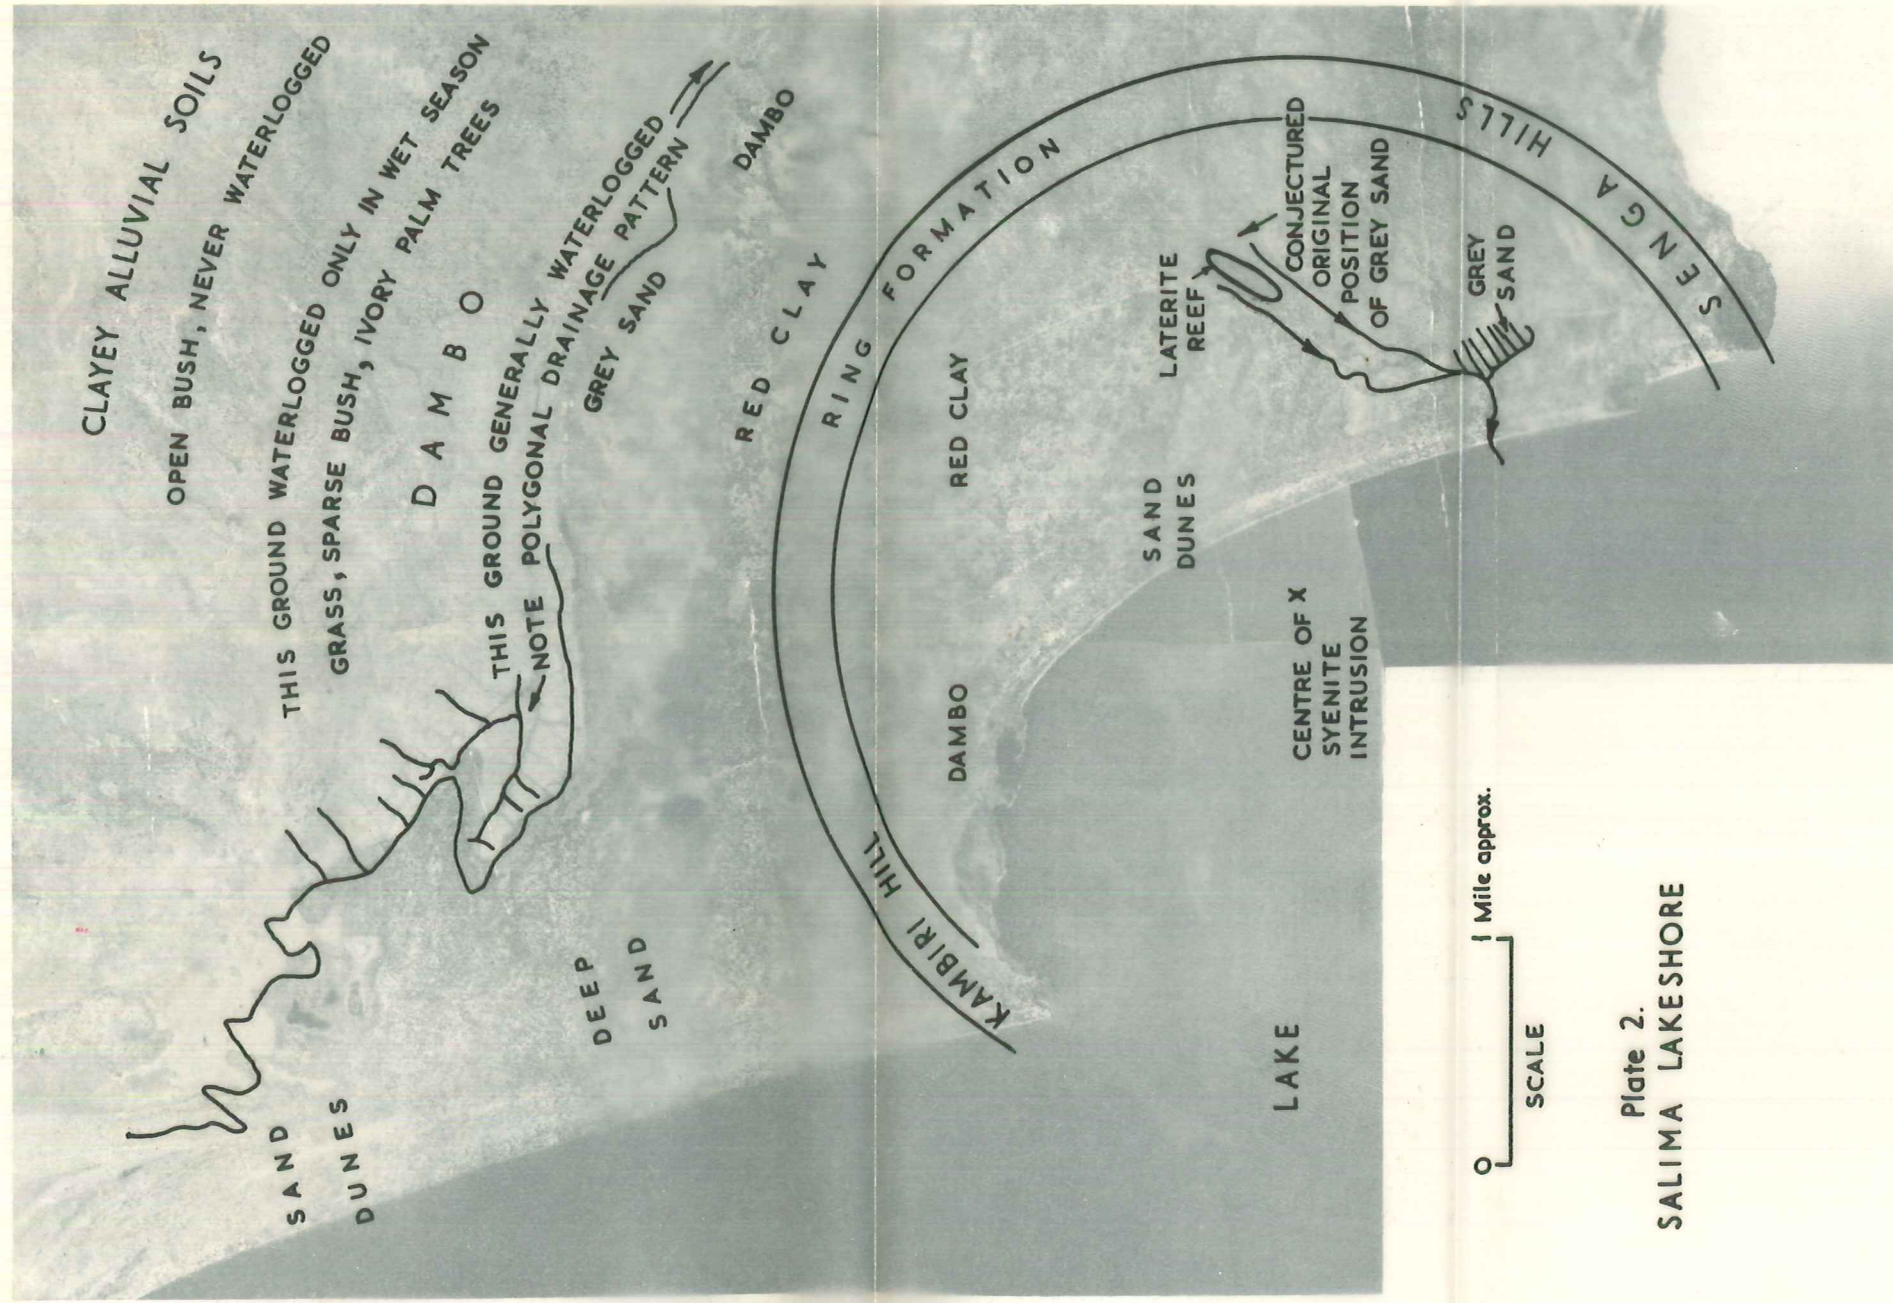 CLAYEY ALLUVIAL SOILS
OPEN BUSH, NEVER WATERLOGGED
THIS GROUND WATERLOGGED ONLY IN WET SEASON
GRASS, SPARSE BUSH, IVORY PALM TREES
DAMBO
THIS GROUND GENERALLY WATERLOGGED
NOTE POLYGONAL DRAINAGE PATTERN
GREY SAND
DAMBO
SAND
DUNES
DEEP
SAND
RED CLAY
KAMBIRI HILL
RING FORMATION
SENGA HILLS
DAMBO
RED CLAY
SAND
DUNES
LATERITE
REEF
CONJECTURED
ORIGINAL
POSITION
OF GREY SAND
GREY
SAND
CENTRE OF X
SYENITE
INTRUSION
LAKE
0 1 Mile approx.
SCALE
Plate 2.
SALIMA LAKESHORE